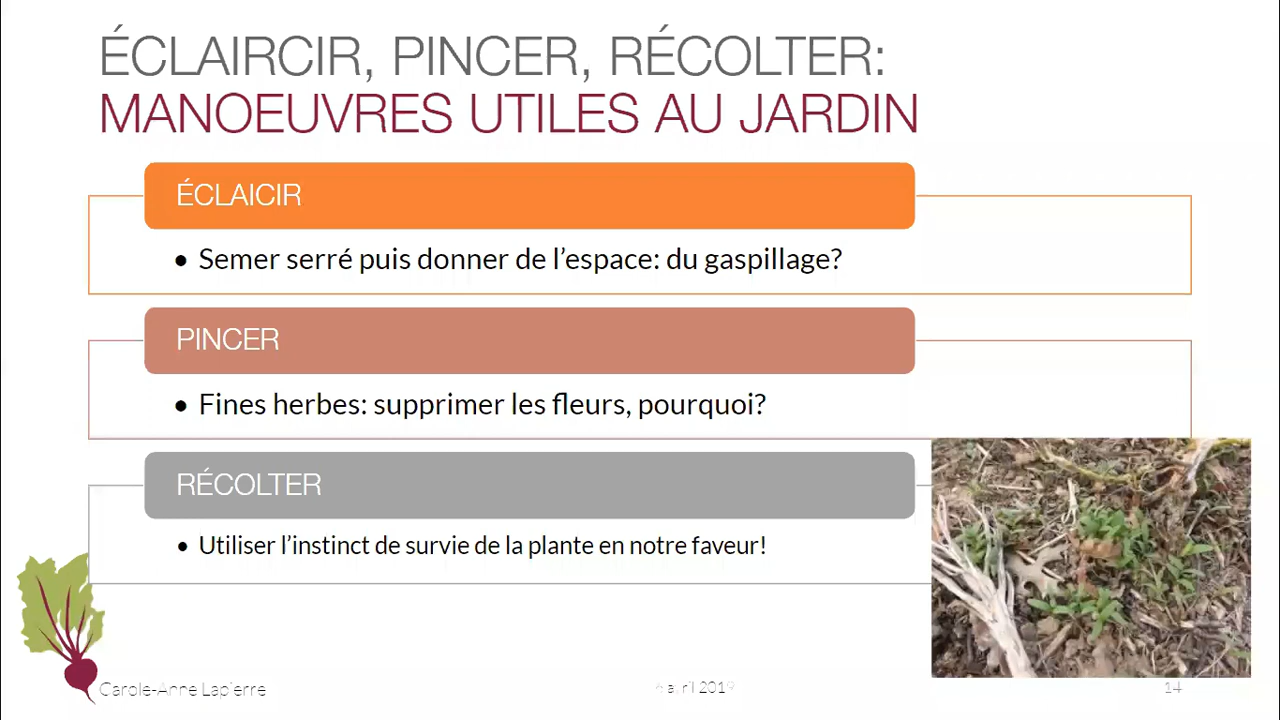 ÉCLAIRCIR, PINCER, RÉCOLTER:
MANOEUVRES UTILES AU JARDIN
ÉCLAICIR
• Semer serré puis donner de l’espace: du gaspillage?
PINCER
• Fines herbes: supprimer les fleurs, pourquoi?
RÉCOLTER
• Utiliser l’instinct de survie de la plante en notre faveur!
Carole-Anne Lapierre
avril 2019
14